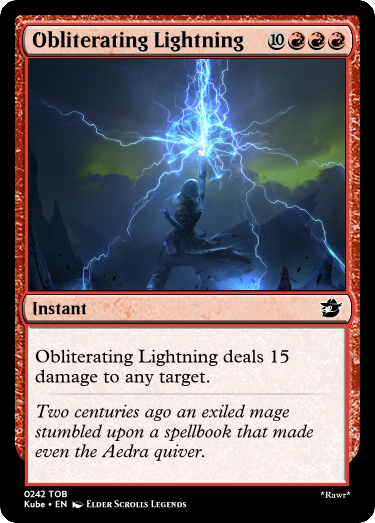 Obliterating Lightning 10
Instant
Obliterating Lightning deals 15
damage to any target.
Two centuries ago an exiled mage
stumbled upon a spellbook that made
even the Aedra quiver.
0242 TOB
Kube • EN Elder Scrolls Legends
*Rawr*